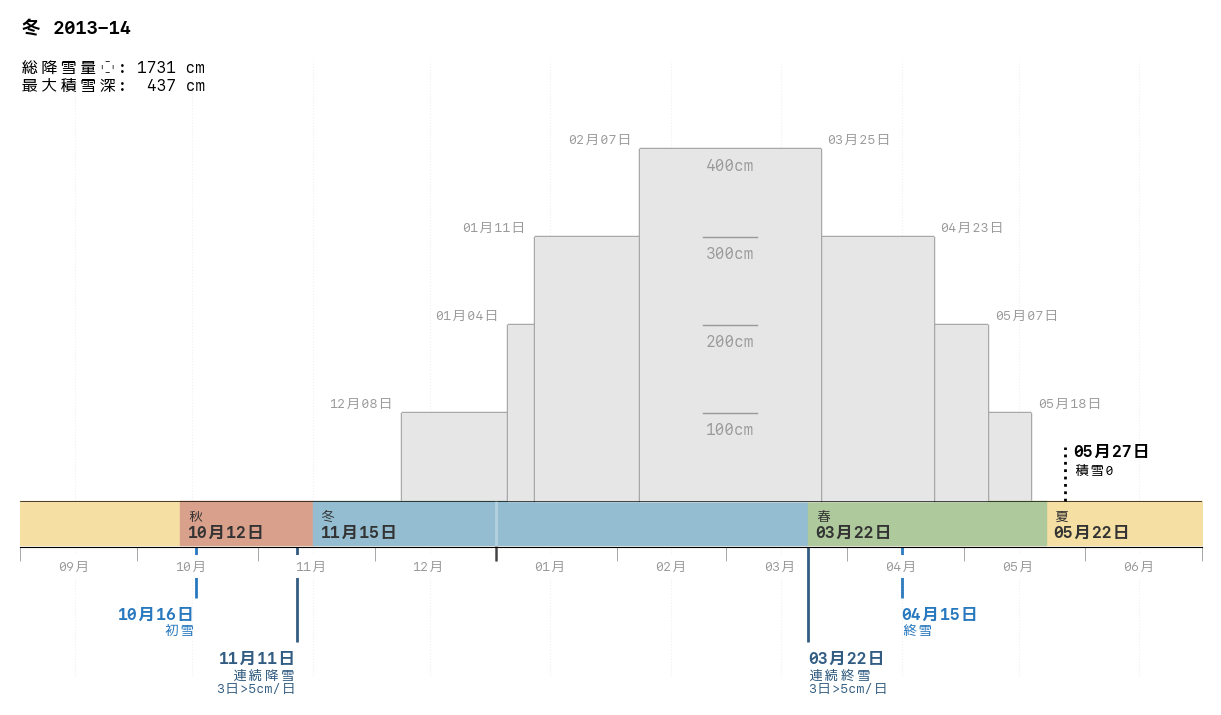 冬 2013−14
総降雪量◌: 1731 cm
最大積雪深: 437 cm
02月07日
03月25日
400cm
01月11日
04月23日
300cm
01月04日
05月07日
200cm
12月08日
05月18日
100cm
05月27日
積雪0
秋
10月12日
冬
11月15日
春
03月22日
夏
05月22日
09月
10月
11月
12月
01月
02月
03月
04月
05月
06月
10月16日
初雪
04月15日
終雪
11月11日
連続降雪
3日>5cm/日
03月22日
連続終雪
3日>5cm/日